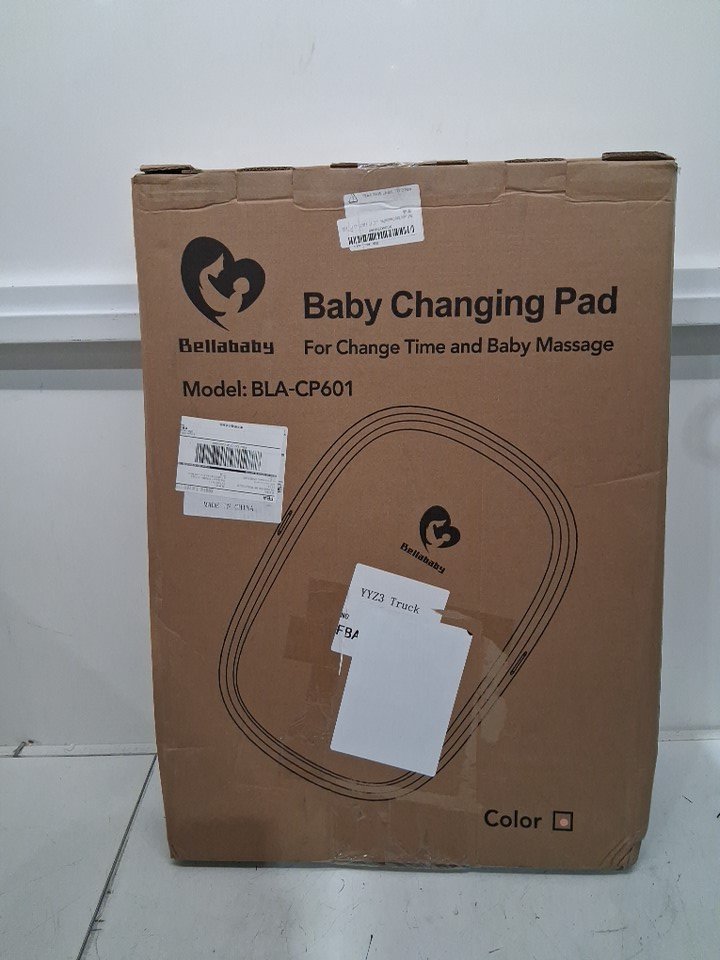 Bellababy
Baby Changing Pad
For Change Time and Baby Massage
Model: BLA-CP601
MADE IN CHINA
Bellababy
YYZ3 Truck
FBA
Color